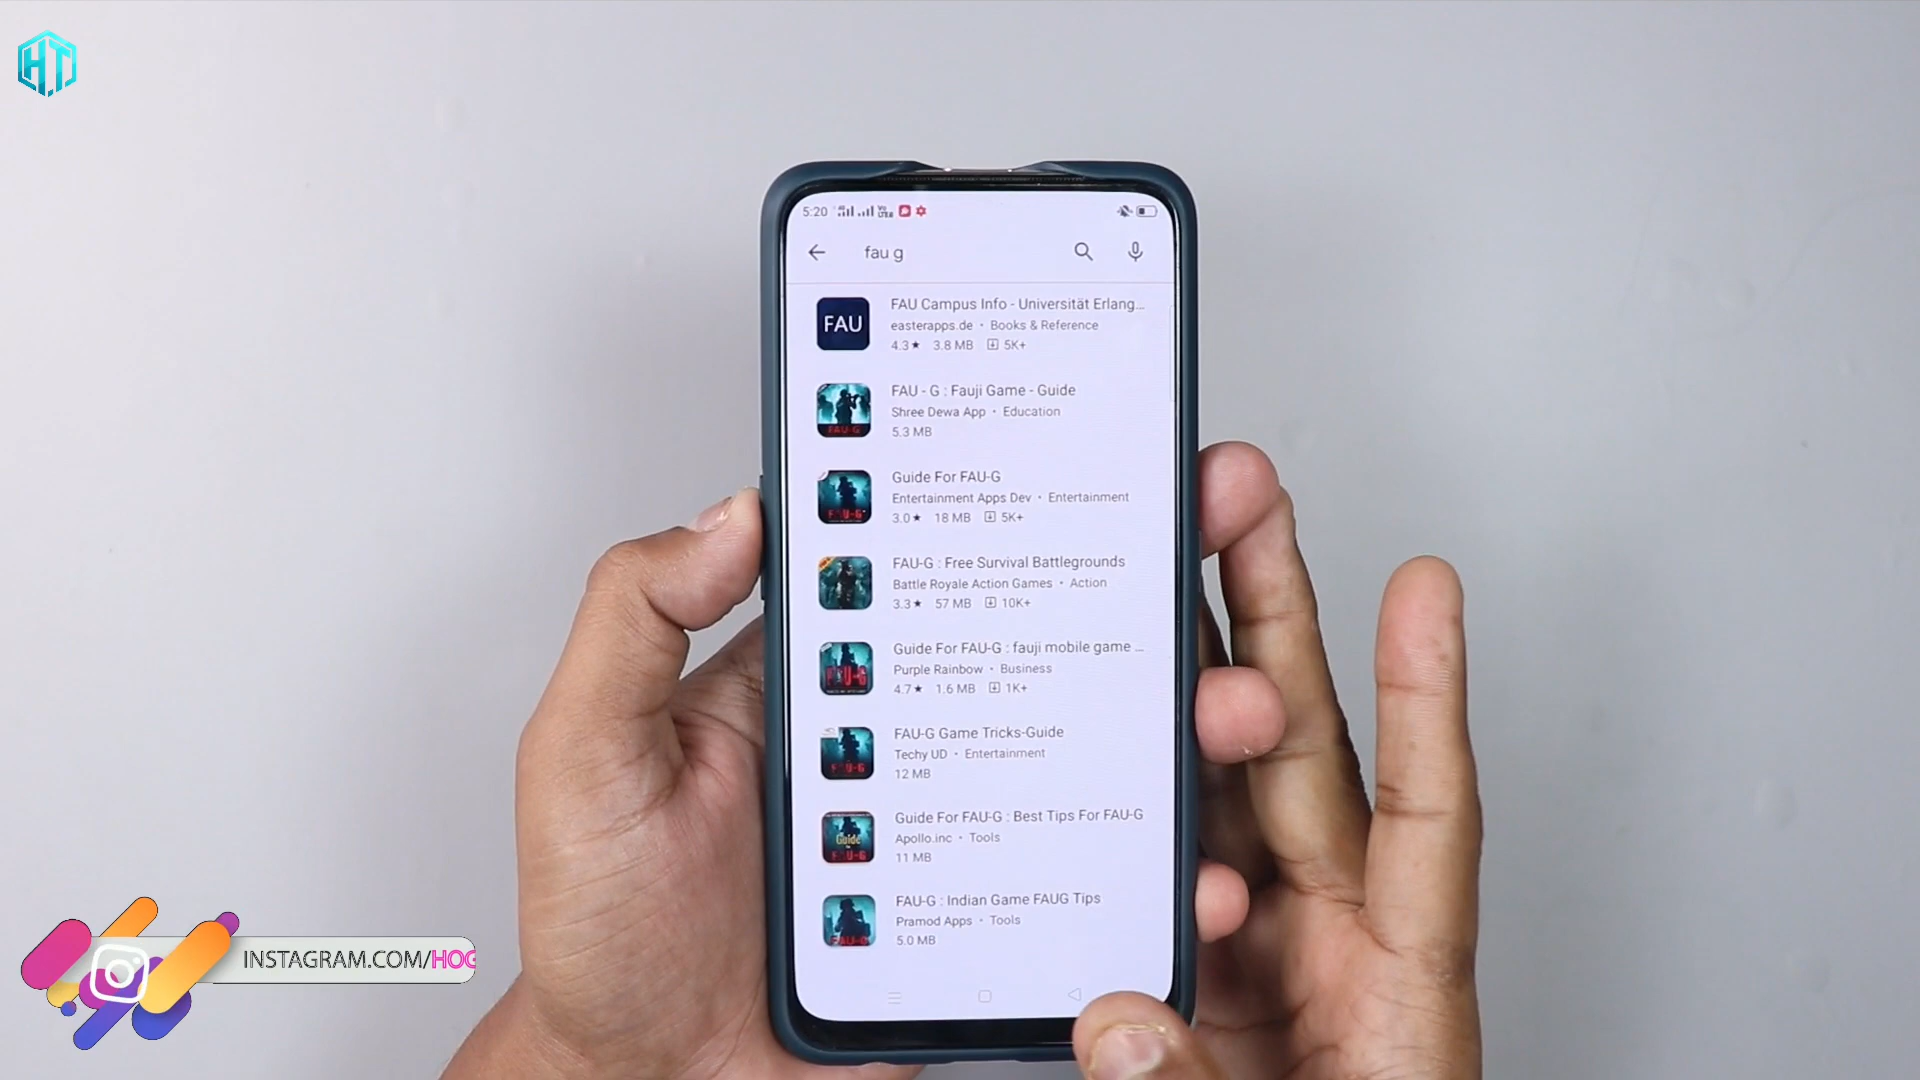 H.T
5:20
fau g
FAU
FAU Campus Info - Universität Erlang...
easterapps.de • Books & Reference
4.3★ 3.8 MB 5K+
FAU-G
FAU - G : Fauji Game - Guide
Shree Dewa App • Education
5.3 MB
Guide For FAU-G
Entertainment Apps Dev • Entertainment
3.0★ 18 MB 5K+
FAU-G : Free Survival Battlegrounds
Battle Royale Action Games • Action
3.3★ 57 MB 10K+
Guide For FAU-G : fauji mobile game ...
Purple Rainbow • Business
4.7★ 1.6 MB 1K+
FAU-G Game Tricks-Guide
Techy UD • Entertainment
12 MB
Guide
Guide For FAU-G : Best Tips For FAU-G
Apollo.inc • Tools
11 MB
FAU-G : Indian Game FAUG Tips
Pramod Apps • Tools
5.0 MB
INSTAGRAM.COM/HOG